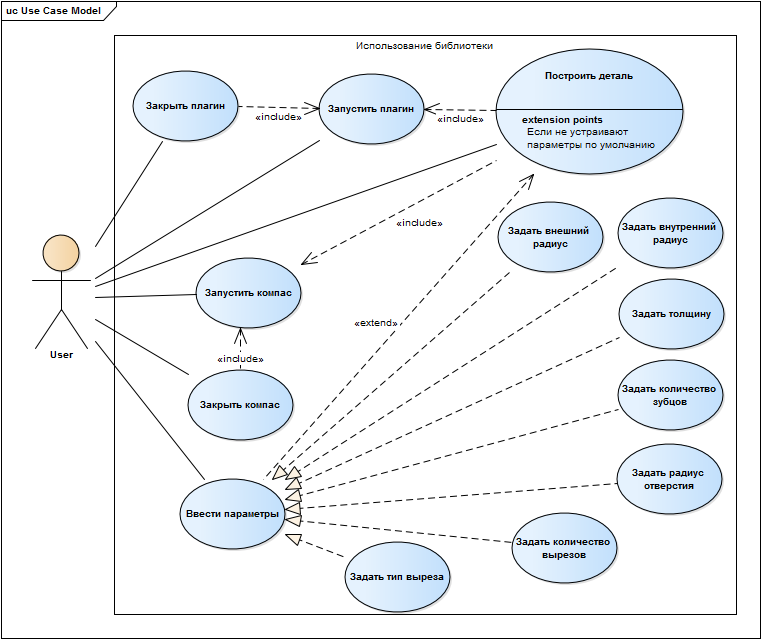 uc Use Case Model
Использование библиотеки
Закрыть плагин
«include»
Запустить плагин
«include»
Построить деталь
extension points
Если не устраивают
параметры по умолчанию
«include»
Задать внешний
радиус
Задать внутренний
радиус
Запустить компас
Задать толщину
«extend»
User
«include»
Закрыть компас
Задать количество
зубцов
Задать радиус
отверстия
Ввести параметры
Задать количество
вырезов
Задать тип выреза